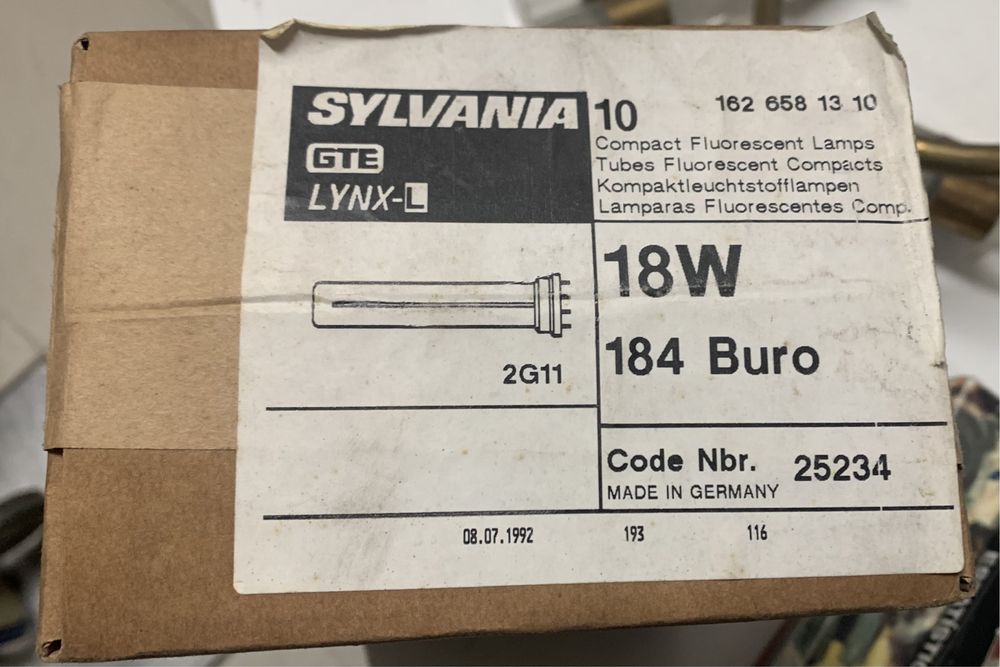 SYLVANIA
GTE
LYNX-L
10 162 658 13 10
Compact Fluorescent Lamps
Tubes Fluorescent Compacts
Kompaktleuchtstofflampen
Lamparas Fluorescentes Comp.
18W
184 Buro
2G11
Code Nbr. 25234
MADE IN GERMANY
08.07.1992 193 116